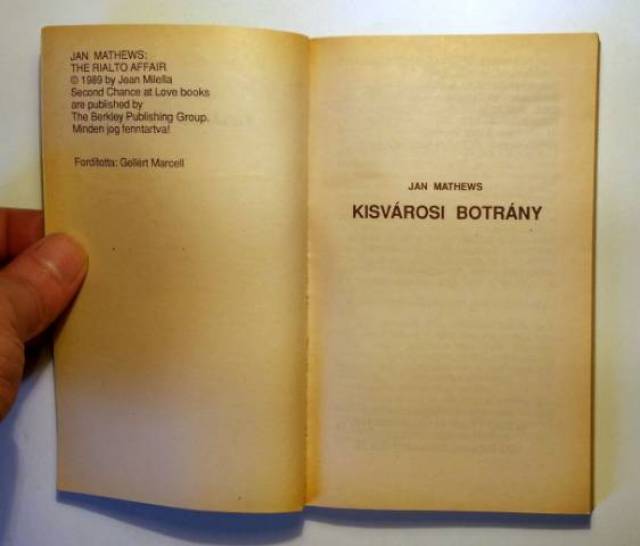 JAN MATHEWS:
THE RIALTO AFFAIR
© 1989 by Jean Milella
Second Chance at Love books
are published by
The Berkley Publishing Group.
Minden jog fenntartva!
Fordította: Gellért Marcell
JAN MATHEWS
KISVÁROSI BOTRÁNY